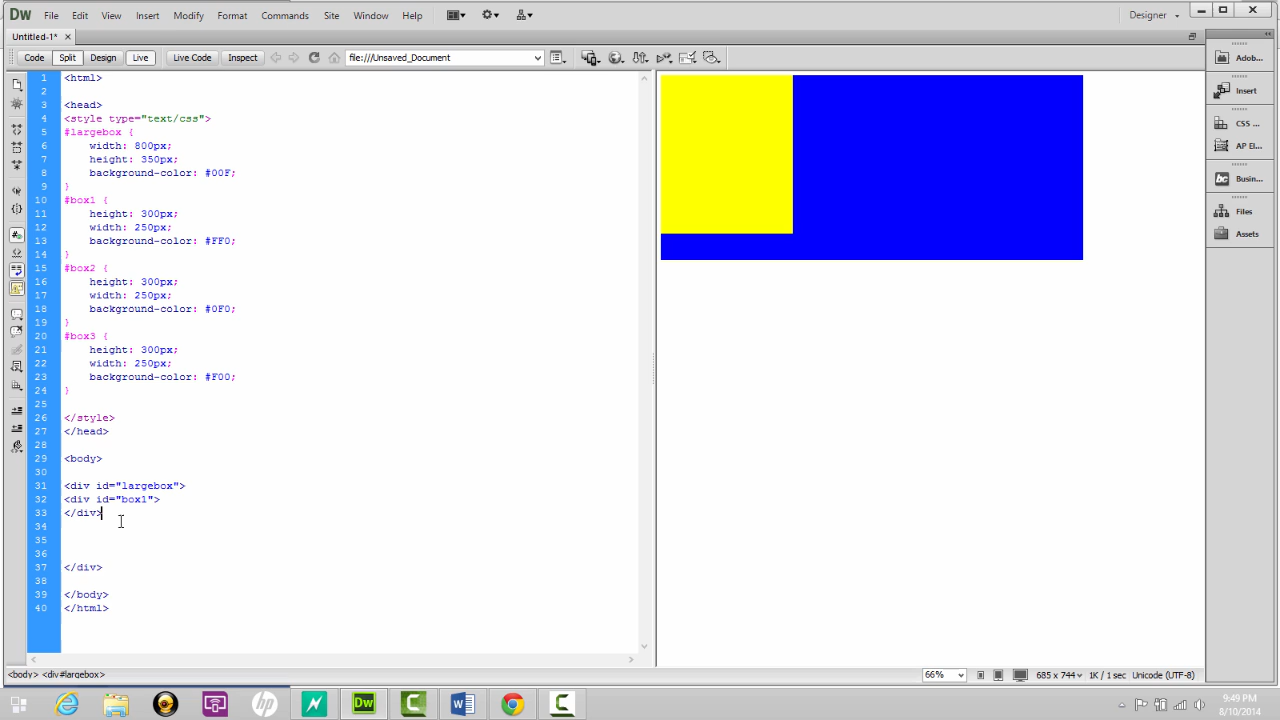 Dw File Edit View Insert Modify Format Commands Site Window Help Designer
Untitled-1* ×
Code Split Design Live Live Code Inspect file:///Unsaved_Document
1 <html>
2
3 <head>
4 <style type="text/css">
5 #largebox {
6 width: 800px;
7 height: 350px;
8 background-color: #00F;
9 }
10 #box1 {
11 height: 300px;
12 width: 250px;
13 background-color: #FF0;
14 }
15 #box2 {
16 height: 300px;
17 width: 250px;
18 background-color: #0F0;
19 }
20 #box3 {
21 height: 300px;
22 width: 250px;
23 background-color: #F00;
24 }
25
26 </style>
27 </head>
28
29 <body>
30
31 <div id="largebox">
32 <div id="box1">
33 </div>
34
35
36
37 </div>
38
39 </body>
40 </html>
Adob...
Insert
CSS ...
AP El...
Busin...
Files
Assets
<body> <div#largebox> 66% 685 x 744 1K / 1 sec Unicode (UTF-8)
hp Dw 9:49 PM
8/10/2014